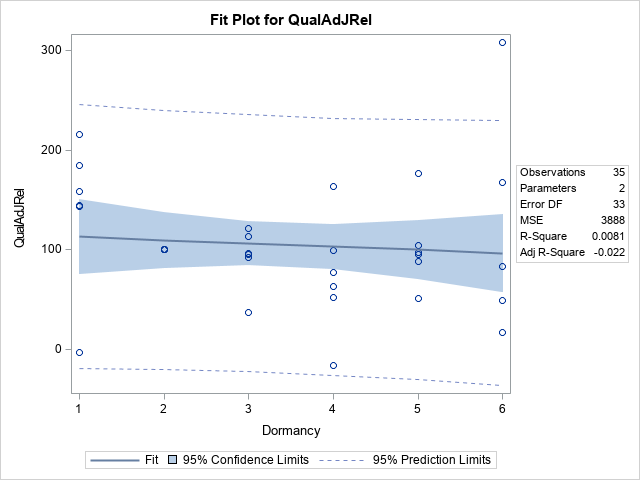 Fit Plot for QualAdJRel
300
200
100
0
QualAdJRel
1 2 3 4 5 6
Dormancy
Observations 35
Parameters 2
Error DF 33
MSE 3888
R-Square 0.0081
Adj R-Square -0.022
Fit 95% Confidence Limits 95% Prediction Limits